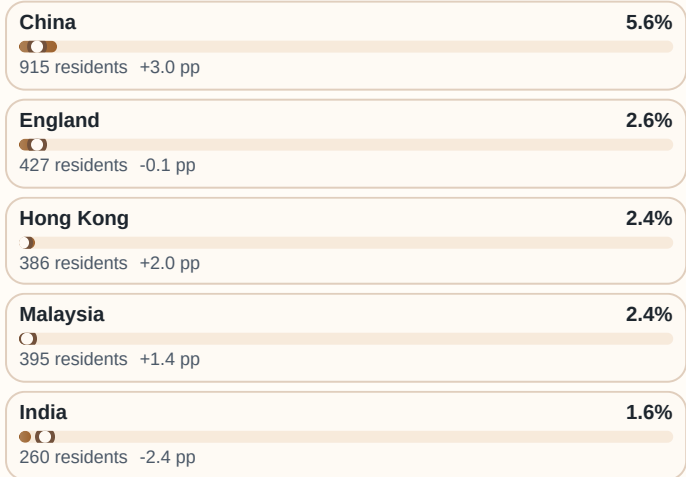 China 5.6%
915 residents +3.0 pp
England 2.6%
427 residents -0.1 pp
Hong Kong 2.4%
386 residents +2.0 pp
Malaysia 2.4%
395 residents +1.4 pp
India 1.6%
260 residents -2.4 pp